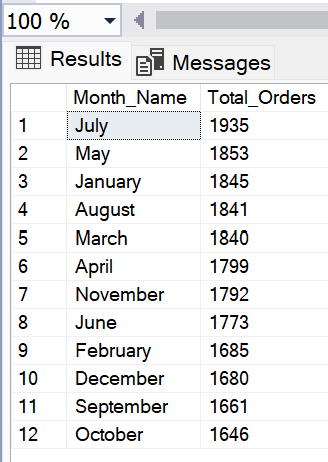 100 %
Results Messages
Month_Name Total_Orders
1 July 1935
2 May 1853
3 January 1845
4 August 1841
5 March 1840
6 April 1799
7 November 1792
8 June 1773
9 February 1685
10 December 1680
11 September 1661
12 October 1646